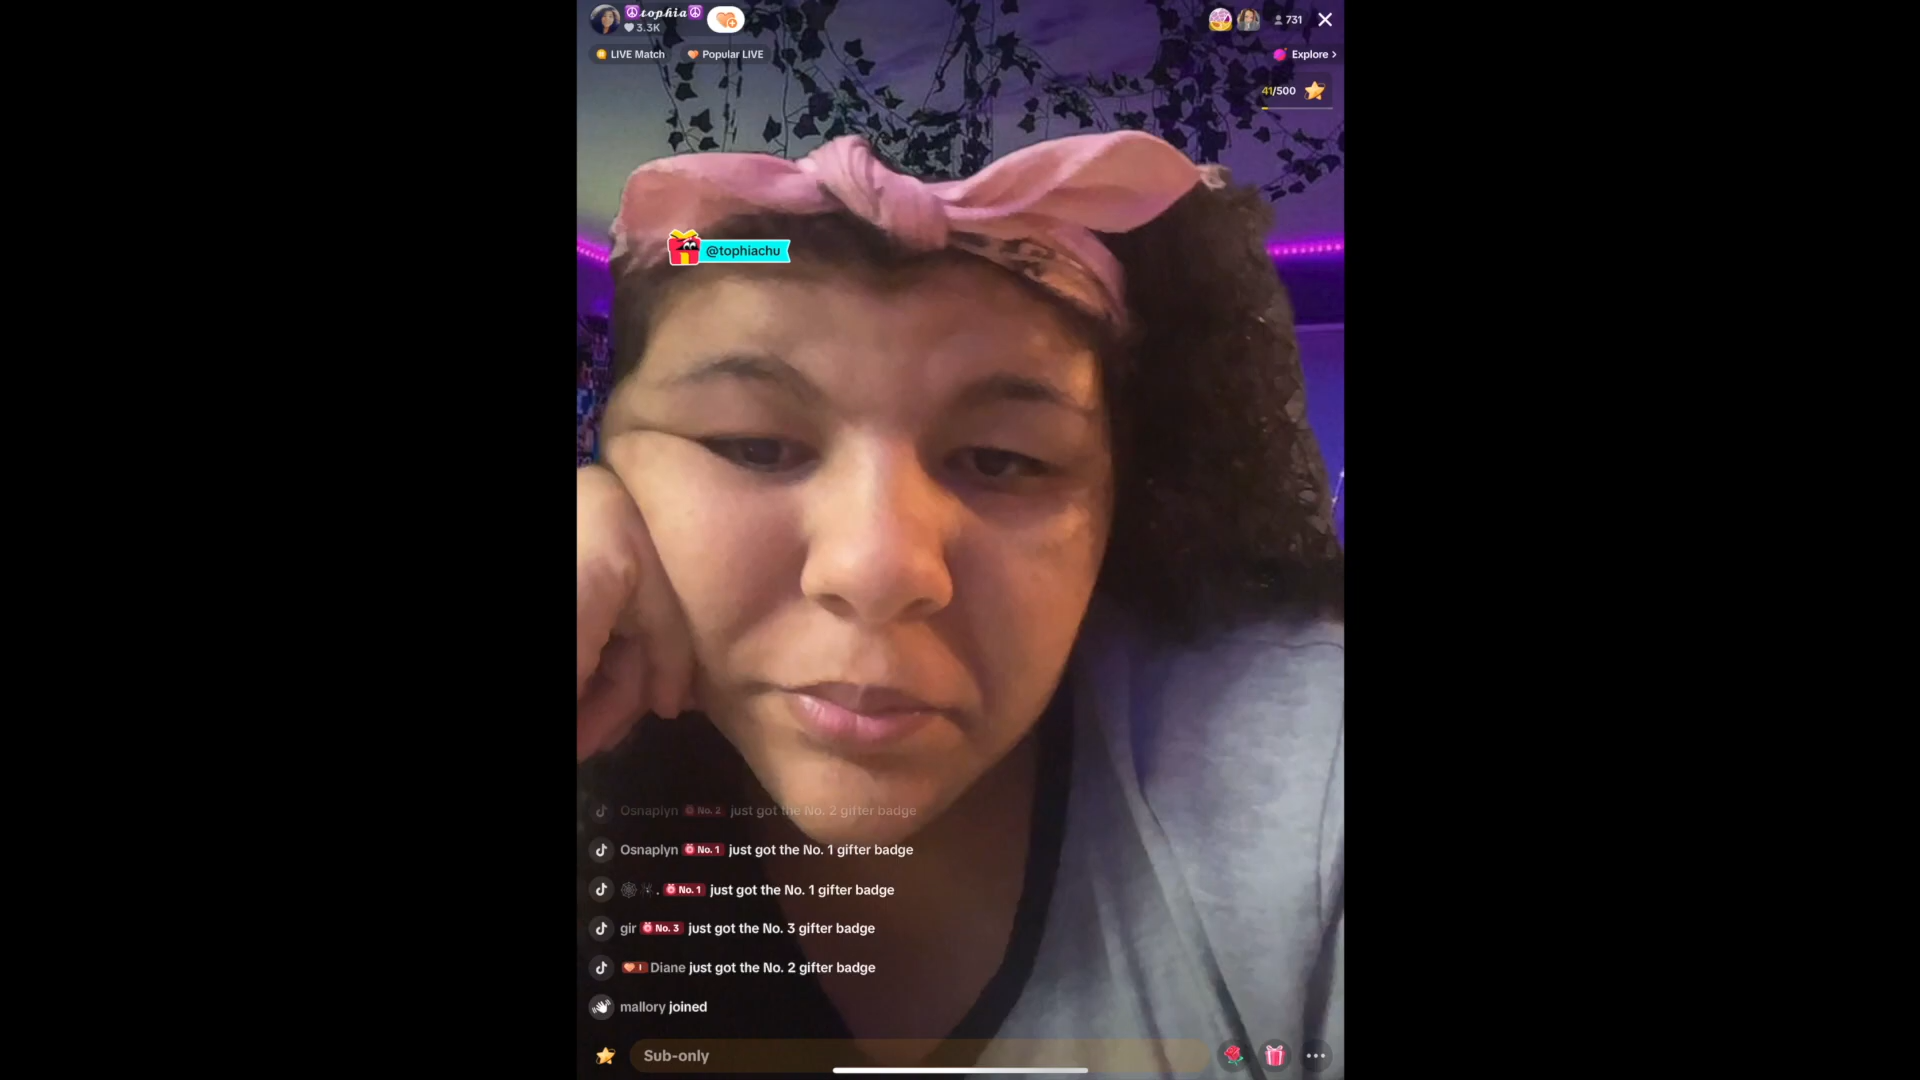 ☮️𝓽𝓸𝓹𝓱𝓲𝓪☮️
3.3K
731
LIVE Match
Popular LIVE
Explore >
41/500
@tophiachu
Osnaplyn No. 2 just got the No. 2 gifter badge
Osnaplyn No. 1 just got the No. 1 gifter badge
🕸️🕷️. No. 1 just got the No. 1 gifter badge
gir No. 3 just got the No. 3 gifter badge
I Diane just got the No. 2 gifter badge
mallory joined
Sub-only